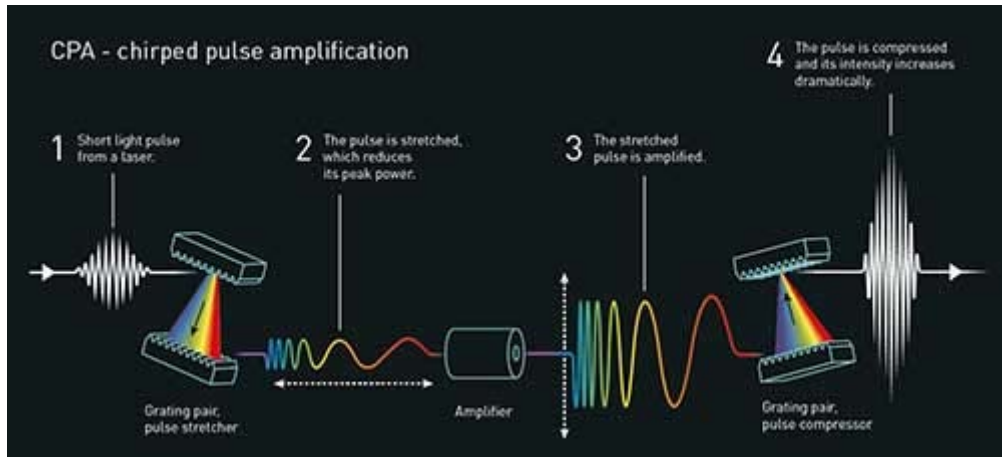 CPA - chirped pulse amplification
1 Short light pulse
from a laser.
2 The pulse is stretched,
which reduces
its peak power.
3 The stretched
pulse is amplified.
4 The pulse is compressed
and its intensity increases
dramatically.
Grating pair,
pulse stretcher
Amplifier
Grating pair,
pulse compressor